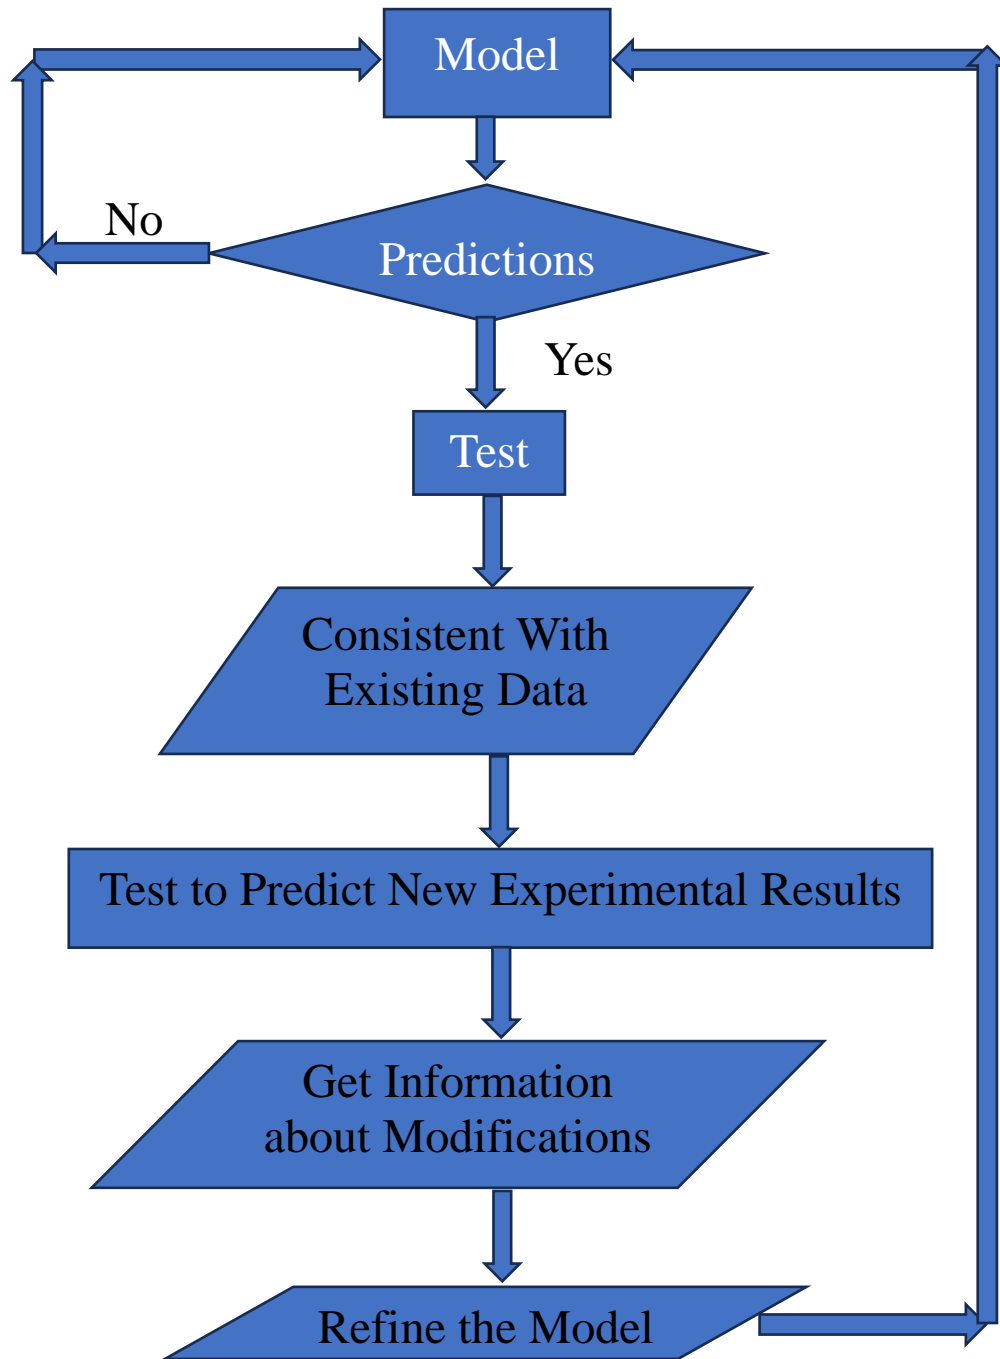 Model
No
Predictions
Yes
Test
Consistent With
Existing Data
Test to Predict New Experimental Results
Get Information
about Modifications
Refine the Model